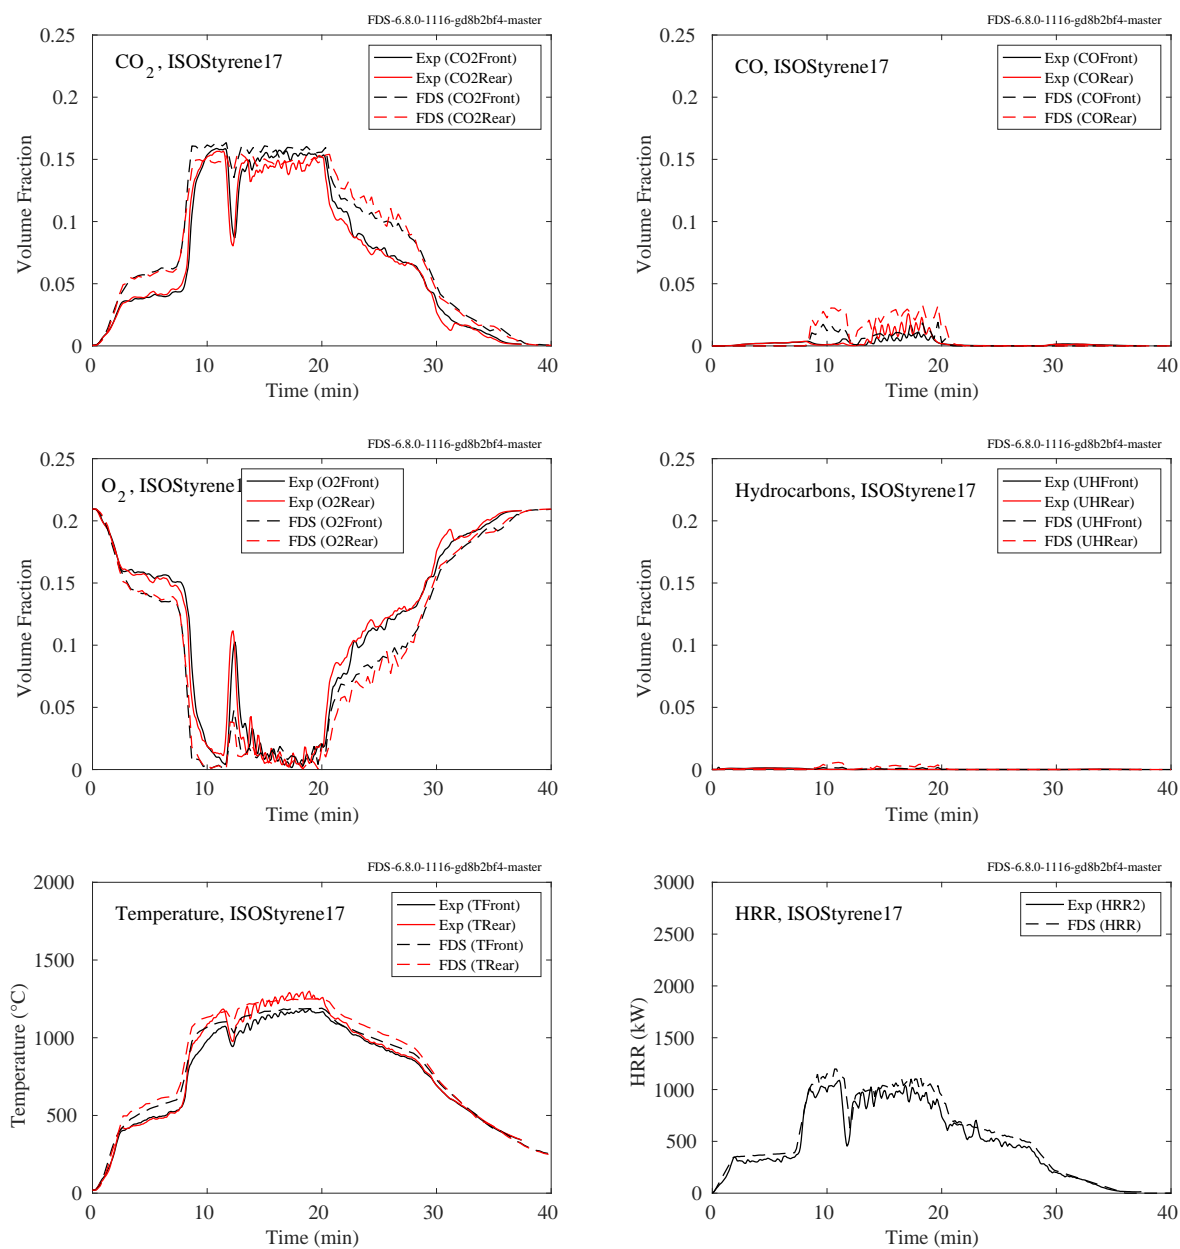 FDS-6.8.0-1116-gd8b2bf4-master
CO2, ISOStyrene17
Exp (CO2Front)
Exp (CO2Rear)
FDS (CO2Front)
FDS (CO2Rear)
0.25
0.2
0.15
0.1
0.05
0
Volume Fraction
0 10 20 30 40
Time (min)
FDS-6.8.0-1116-gd8b2bf4-master
CO, ISOStyrene17
Exp (COFront)
Exp (CORear)
FDS (COFront)
FDS (CORear)
0.25
0.2
0.15
0.1
0.05
0
Volume Fraction
0 10 20 30 40
Time (min)
FDS-6.8.0-1116-gd8b2bf4-master
O2, ISOStyrene1
Exp (O2Front)
Exp (O2Rear)
FDS (O2Front)
FDS (O2Rear)
0.25
0.2
0.15
0.1
0.05
0
Volume Fraction
0 10 20 30 40
Time (min)
FDS-6.8.0-1116-gd8b2bf4-master
Hydrocarbons, ISOStyrene17
Exp (UHFront)
Exp (UHRear)
FDS (UHFront)
FDS (UHRear)
0.25
0.2
0.15
0.1
0.05
0
Volume Fraction
0 10 20 30 40
Time (min)
FDS-6.8.0-1116-gd8b2bf4-master
Temperature, ISOStyrene17
Exp (TFront)
Exp (TRear)
FDS (TFront)
FDS (TRear)
2000
1500
1000
500
0
Temperature (°C)
0 10 20 30 40
Time (min)
FDS-6.8.0-1116-gd8b2bf4-master
HRR, ISOStyrene17
Exp (HRR2)
FDS (HRR)
3000
2500
2000
1500
1000
500
0
HRR (kW)
0 10 20 30 40
Time (min)